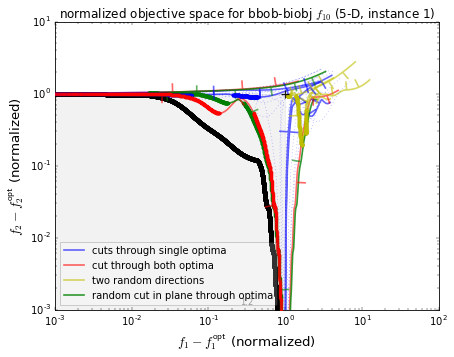 normalized objective space for bbob-biobj f₁₀ (5-D, instance 1)
10¹
10⁰
10⁻¹
10⁻²
10⁻³
f₂ − f₂ᵒᵖᵗ (normalized)
cuts through single optima
cut through both optima
two random directions
random cut in plane through optima
10⁻³ 10⁻² 10⁻¹ 10⁰ 10¹ 10²
f₁ − f₁ᵒᵖᵗ (normalized)